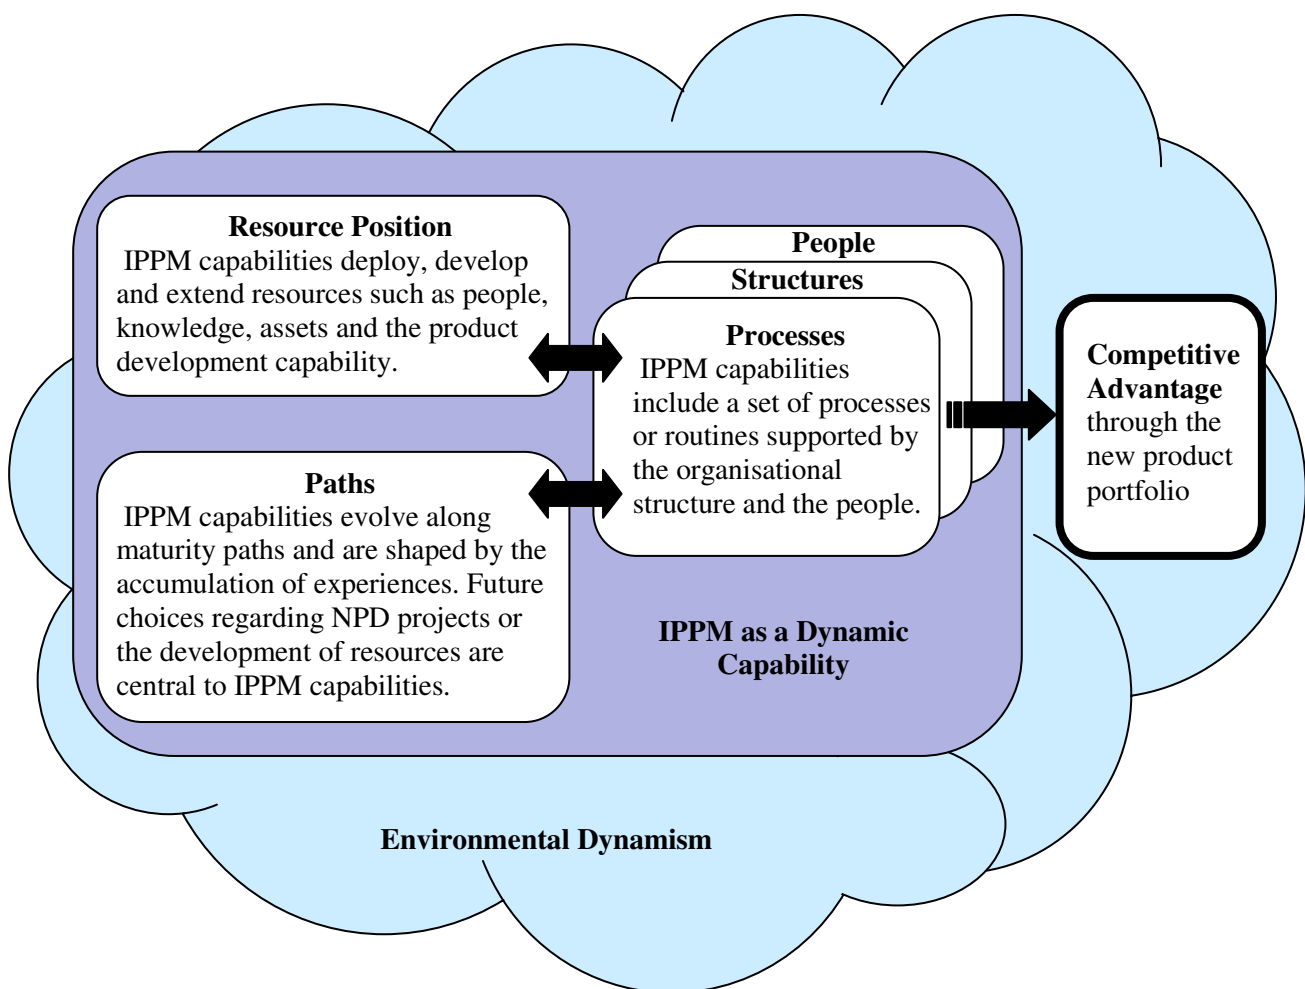 Resource Position
IPPM capabilities deploy, develop
and extend resources such as people,
knowledge, assets and the product
development capability.
People
Structures
Processes
IPPM capabilities
include a set of processes
or routines supported by
the organisational
structure and the people.
Competitive
Advantage
through the
new product
portfolio
Paths
IPPM capabilities evolve along
maturity paths and are shaped by the
accumulation of experiences. Future
choices regarding NPD projects or
the development of resources are
central to IPPM capabilities.
IPPM as a Dynamic
Capability
Environmental Dynamism